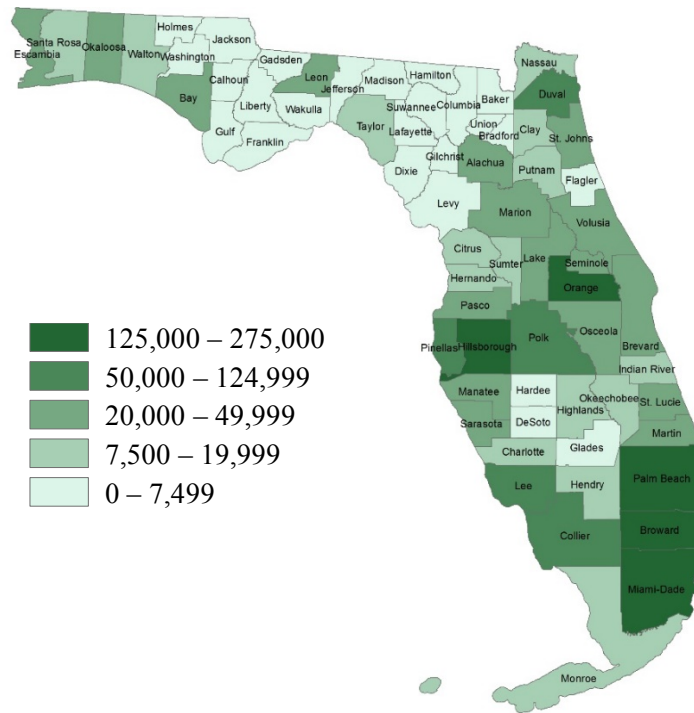 Holmes
Jackson
Santa Rosa
Okaloosa
Walton
Washington
Escambia
Gadsden
Calhoun
Leon
Jefferson
Madison
Hamilton
Nassau
Bay
Liberty
Wakulla
Suwannee
Columbia
Baker
Duval
Gulf
Franklin
Taylor
Lafayette
Union
Bradford
Clay
St. Johns
Gilchrist
Alachua
Dixie
Putnam
Flagler
Levy
Marion
Volusia
Citrus
Sumter
Lake
Seminole
Hernando
Orange
Pasco
125,000 – 275,000
Pinellas
Hillsborough
Polk
Osceola
Brevard
50,000 – 124,999
Indian River
20,000 – 49,999
Manatee
Hardee
Okeechobee
St. Lucie
Highlands
Sarasota
DeSoto
Martin
7,500 – 19,999
Charlotte
Glades
0 – 7,499
Lee
Hendry
Palm Beach
Collier
Broward
Miami-Dade
Monroe